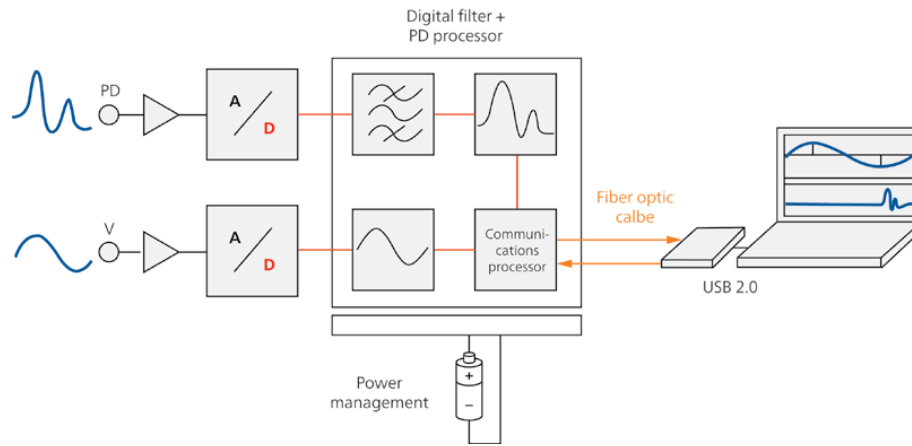 Digital filter +
PD processor
PD
A
D
V
A
D
Communi-
cations
processor
Fiber optic
calbe
USB 2.0
Power
management
+
−